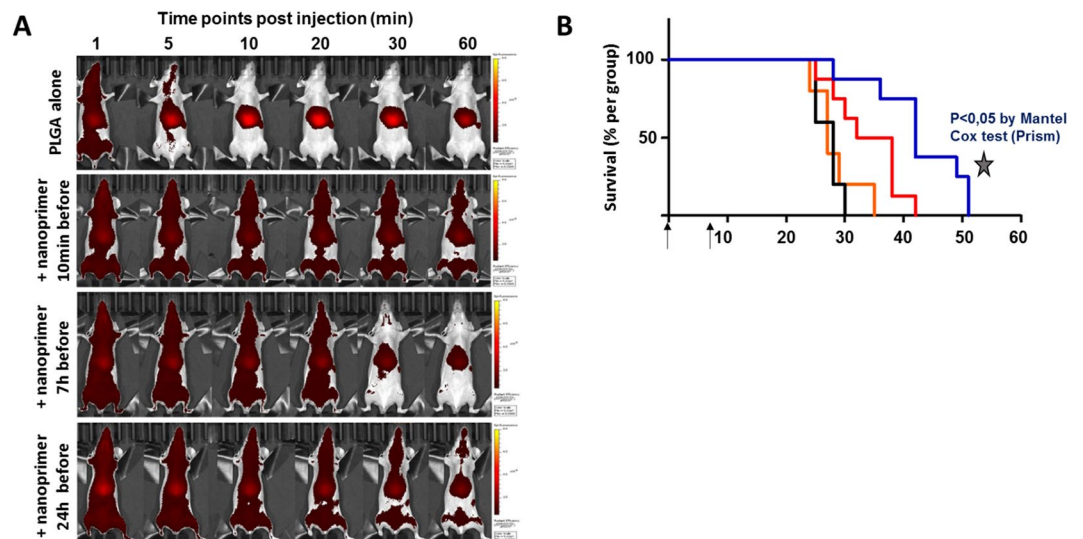 A
Time points post injection (min)
1 5 10 20 30 60
PLGA alone
+ nanoprimer
10min before
+ nanoprimer
7h before
+ nanoprimer
24h before
B
Survival (% per group)
100
50
10 20 30 40 50 60
P<0,05 by Mantel
Cox test (Prism)